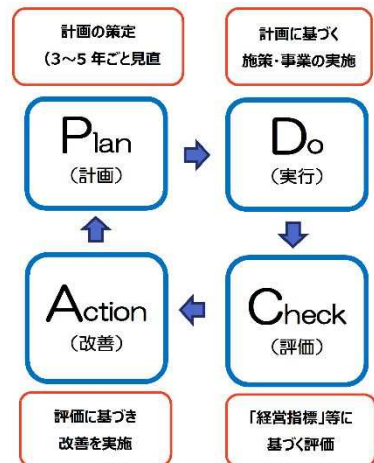 計画の策定
(3～5年ごと見直
計画に基づく
施策・事業の実施
Plan
(計画)
Do
(実行)
Action
(改善)
Check
(評価)
評価に基づき
改善を実施
「経営指標」等に
基づく評価